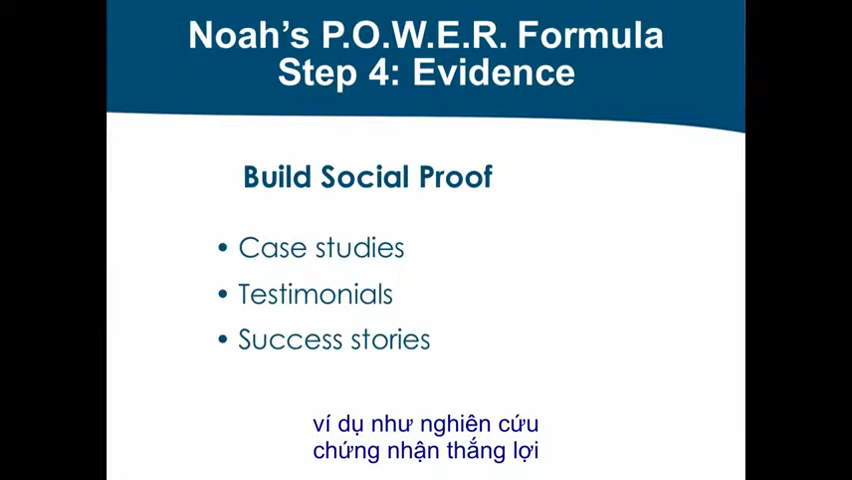 Noah's P.O.W.E.R. Formula
Step 4: Evidence
Build Social Proof
• Case studies
• Testimonials
• Success stories
ví dụ như nghiên cứu
chứng nhận thắng lợi